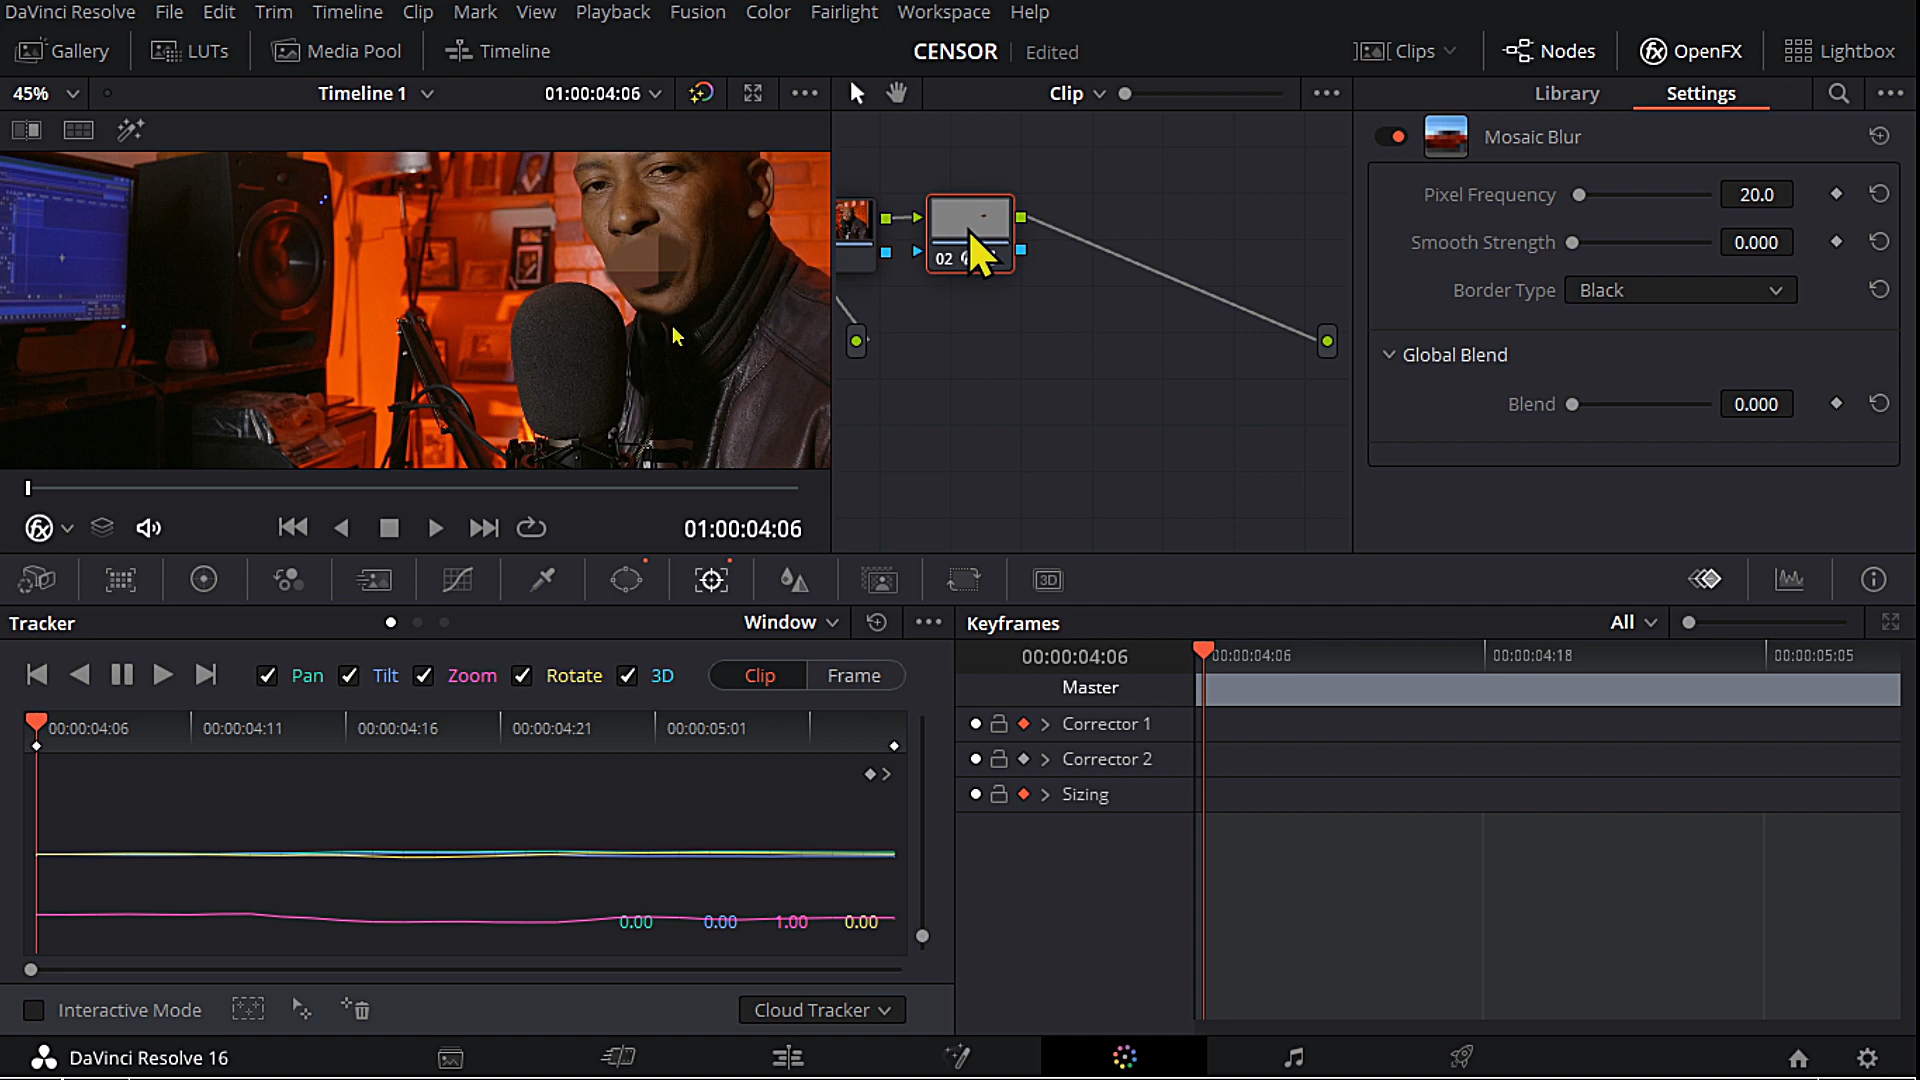 DaVinci Resolve File Edit Trim Timeline Clip Mark View Playback Fusion Color Fairlight Workspace Help
Gallery LUTs Media Pool Timeline CENSOR Edited Clips Nodes OpenFX Lightbox
45% Timeline 1 01:00:04:06 Clip Library Settings
Mosaic Blur
Pixel Frequency 20.0
Smooth Strength 0.000
Border Type Black
Global Blend
Blend 0.000
02
01:00:04:06
3D
Tracker Window Keyframes All
Pan Tilt Zoom Rotate 3D Clip Frame
00:00:04:06 00:00:04:11 00:00:04:16 00:00:04:21 00:00:05:01
0.00 0.00 1.00 0.00
00:00:04:06 00:00:04:06 00:00:04:18 00:00:05:05
Master
Corrector 1
Corrector 2
Sizing
Interactive Mode Cloud Tracker
DaVinci Resolve 16